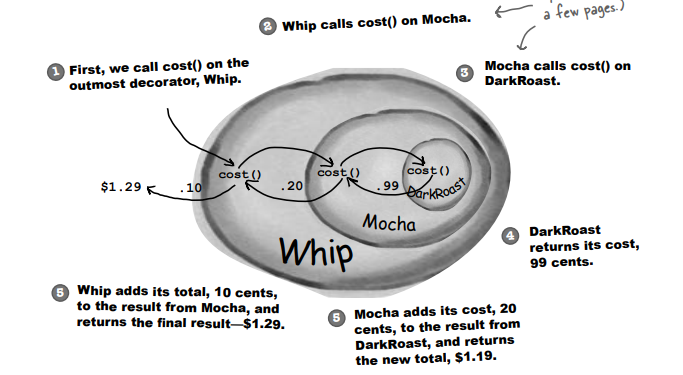 a few pages.)
2 Whip calls cost() on Mocha.
1 First, we call cost() on the
outmost decorator, Whip.
3 Mocha calls cost() on
DarkRoast.
cost()
cost()
cost()
$1.29
.10
.20
.99
DarkRoast
Mocha
Whip
4 DarkRoast
returns its cost,
99 cents.
5 Whip adds its total, 10 cents,
to the result from Mocha, and
returns the final result—$1.29.
5 Mocha adds its cost, 20
cents, to the result from
DarkRoast, and returns
the new total, $1.19.